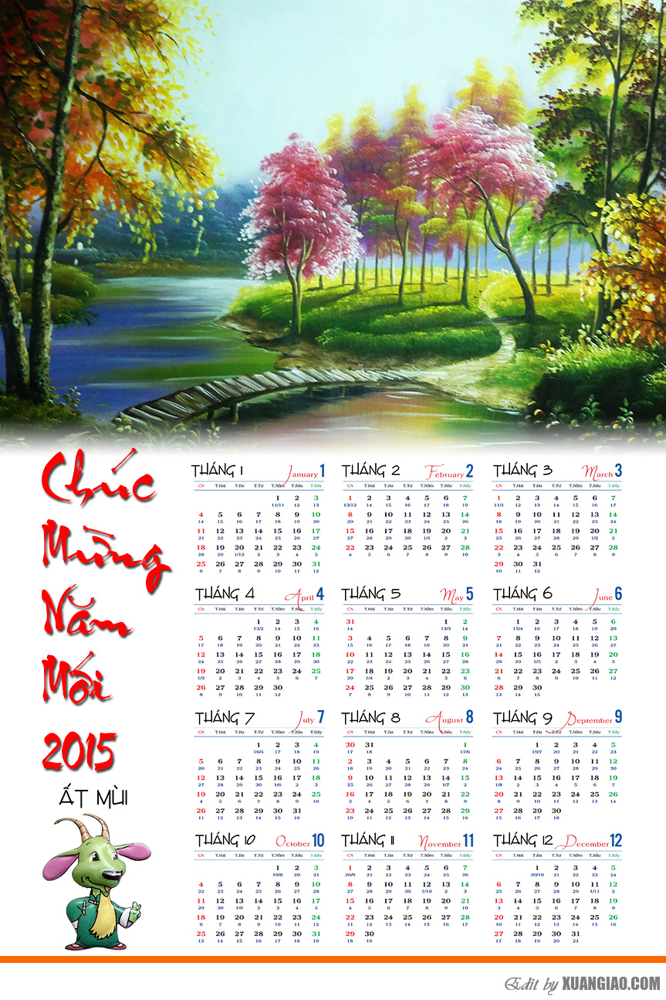 Chúc
Mừng
Năm
Mới
2015
ẤT MÙI
THÁNG 1 January 1
CN T.Hai T.Ba T.Tư T.Năm T.Sáu T.Bảy
1 2 3
11/11 12 13
4 5 6 7 8 9 10
14 15 16 17 18 19 20
11 12 13 14 15 16 17
21 22 23 24 25 26 27
18 19 20 21 22 23 24
28 29 1/12 2 3 4 5
25 26 27 28 29 30 31
6 7 8 9 10 11 12
THÁNG 2 February 2
CN T.Hai T.Ba T.Tư T.Năm T.Sáu T.Bảy
1 2 3 4 5 6 7
13/12 14 15 16 17 18 19
8 9 10 11 12 13 14
20 21 22 23 24 25 26
15 16 17 18 19 20 21
27 28 29 30 1/1 2 3
22 23 24 25 26 27 28
4 5 6 7 8 9 10
THÁNG 3 March 3
CN T.Hai T.Ba T.Tư T.Năm T.Sáu T.Bảy
1 2 3 4 5 6 7
11/1 12 13 14 15 16 17
8 9 10 11 12 13 14
18 19 20 21 22 23 24
15 16 17 18 19 20 21
25 26 27 28 29 1/2 2
22 23 24 25 26 27 28
3 4 5 6 7 8 9
29 30 31
10 11 12
THÁNG 4 April 4
CN T.Hai T.Ba T.Tư T.Năm T.Sáu T.Bảy
1 2 3 4
13/2 14 15 16
5 6 7 8 9 10 11
17 18 19 20 21 22 23
12 13 14 15 16 17 18
24 25 26 27 28 29 30
19 20 21 22 23 24 25
1/3 2 3 4 5 6 7
26 27 28 29 30
8 9 10 11 12
THÁNG 5 May 5
CN T.Hai T.Ba T.Tư T.Năm T.Sáu T.Bảy
31 1 2
14 13/3 14
3 4 5 6 7 8 9
15 16 17 18 19 20 21
10 11 12 13 14 15 16
22 23 24 25 26 27 28
17 18 19 20 21 22 23
29 1/4 2 3 4 5 6
24 25 26 27 28 29 30
7 8 9 10 11 12 13
THÁNG 6 June 6
CN T.Hai T.Ba T.Tư T.Năm T.Sáu T.Bảy
1 2 3 4 5 6
15/4 16 17 18 19 20
7 8 9 10 11 12 13
21 22 23 24 25 26 27
14 15 16 17 18 19 20
28 29 1/5 2 3 4 5
21 22 23 24 25 26 27
6 7 8 9 10 11 12
28 29 30
13 14 15
THÁNG 7 July 7
CN T.Hai T.Ba T.Tư T.Năm T.Sáu T.Bảy
1 2 3 4
16/5 17 18 19
5 6 7 8 9 10 11
20 21 22 23 24 25 26
12 13 14 15 16 17 18
27 28 29 30 1/6 2 3
19 20 21 22 23 24 25
4 5 6 7 8 9 10
26 27 28 29 30 31
11 12 13 14 15 16
THÁNG 8 August 8
CN T.Hai T.Ba T.Tư T.Năm T.Sáu T.Bảy
30 31 1
17 18 17/6
2 3 4 5 6 7 8
18 19 20 21 22 23 24
9 10 11 12 13 14 15
25 26 27 28 29 1/7 2
16 17 18 19 20 21 22
3 4 5 6 7 8 9
23 24 25 26 27 28 29
10 11 12 13 14 15 16
THÁNG 9 September 9
CN T.Hai T.Ba T.Tư T.Năm T.Sáu T.Bảy
1 2 3 4 5
19/7 20 21 22 23
6 7 8 9 10 11 12
24 25 26 27 28 29 30
13 14 15 16 17 18 19
1/8 2 3 4 5 6 7
20 21 22 23 24 25 26
8 9 10 11 12 13 14
27 28 29 30
15 16 17 18
THÁNG 10 October 10
CN T.Hai T.Ba T.Tư T.Năm T.Sáu T.Bảy
1 2 3
19/8 20 21
4 5 6 7 8 9 10
22 23 24 25 26 27 28
11 12 13 14 15 16 17
29 30 1/9 2 3 4 5
18 19 20 21 22 23 24
6 7 8 9 10 11 12
25 26 27 28 29 30 31
13 14 15 16 17 18 19
THÁNG 11 November 11
CN T.Hai T.Ba T.Tư T.Năm T.Sáu T.Bảy
1 2 3 4 5 6 7
20/9 21 22 23 24 25 26
8 9 10 11 12 13 14
27 28 29 30 1/10 2 3
15 16 17 18 19 20 21
4 5 6 7 8 9 10
22 23 24 25 26 27 28
11 12 13 14 15 16 17
29 30
18 19
THÁNG 12 December 12
CN T.Hai T.Ba T.Tư T.Năm T.Sáu T.Bảy
1 2 3 4 5
20/10 21 22 23 24
6 7 8 9 10 11 12
25 26 27 28 29 1/11 2
13 14 15 16 17 18 19
3 4 5 6 7 8 9
20 21 22 23 24 25 26
10 11 12 13 14 15 16
27 28 29 30 31
17 18 19 20 21
Edit by XUANGIAO.COM